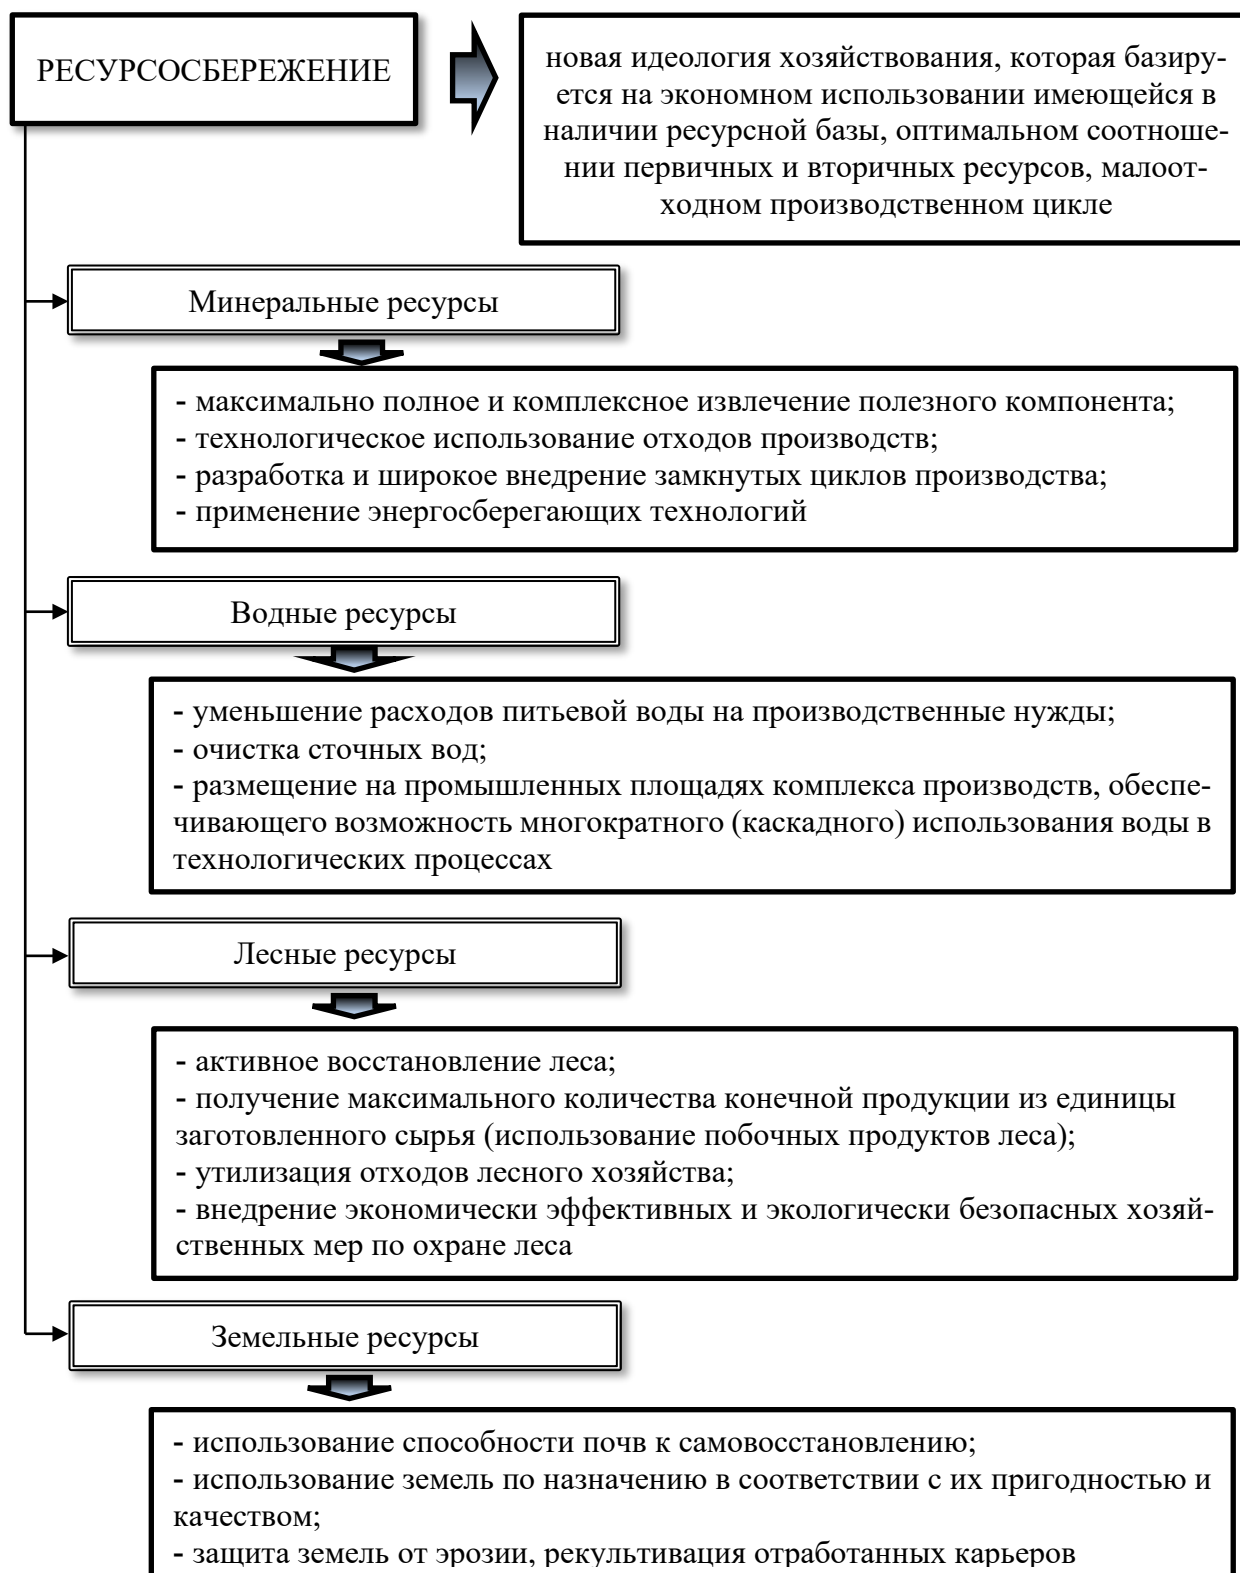 РЕСУРСОСБЕРЕЖЕНИЕ
новая идеология хозяйствования, которая базиру-
ется на экономном использовании имеющейся в
наличии ресурсной базы, оптимальном соотноше-
нии первичных и вторичных ресурсов, малоот-
ходном производственном цикле
Минеральные ресурсы
- максимально полное и комплексное извлечение полезного компонента;
- технологическое использование отходов производств;
- разработка и широкое внедрение замкнутых циклов производства;
- применение энергосберегающих технологий
Водные ресурсы
- уменьшение расходов питьевой воды на производственные нужды;
- очистка сточных вод;
- размещение на промышленных площадях комплекса производств, обеспе-
чивающего возможность многократного (каскадного) использования воды в
технологических процессах
Лесные ресурсы
- активное восстановление леса;
- получение максимального количества конечной продукции из единицы
заготовленного сырья (использование побочных продуктов леса);
- утилизация отходов лесного хозяйства;
- внедрение экономически эффективных и экологически безопасных хозяй-
ственных мер по охране леса
Земельные ресурсы
- использование способности почв к самовосстановлению;
- использование земель по назначению в соответствии с их пригодностью и
качеством;
- защита земель от эрозии, рекультивация отработанных карьеров